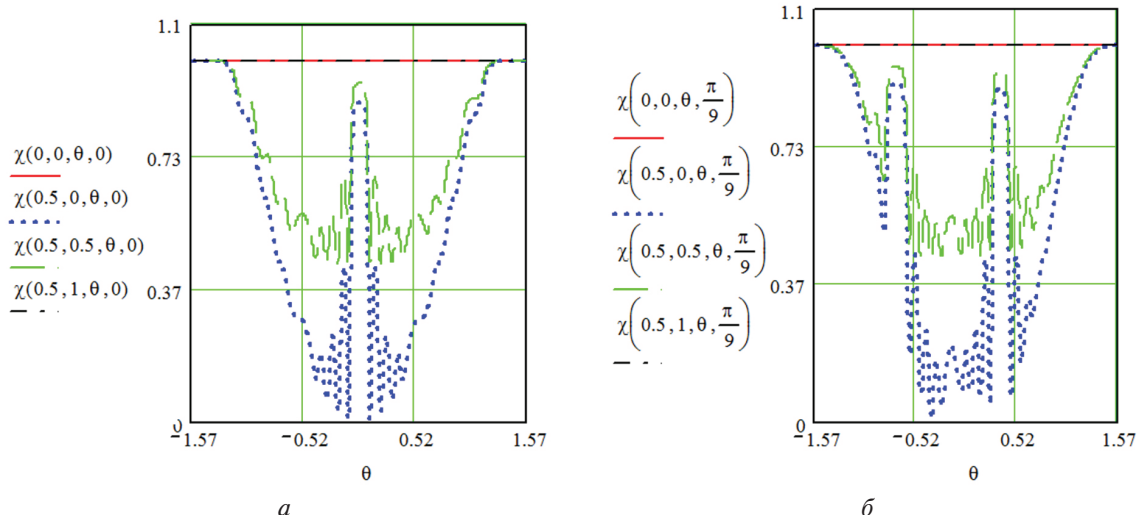 1.1
χ(0,0,θ,0)
χ(0.5,0,θ,0)
χ(0.5,0.5,θ,0)
χ(0.5,1,θ,0)
0.73
0.37
0
−1.57
−0.52
0.52
1.57
θ
а
1.1
χ(0,0,θ,π/9)
χ(0.5,0,θ,π/9)
χ(0.5,0.5,θ,π/9)
χ(0.5,1,θ,π/9)
0.73
0.37
0
−1.57
−0.52
0.52
1.57
θ
б